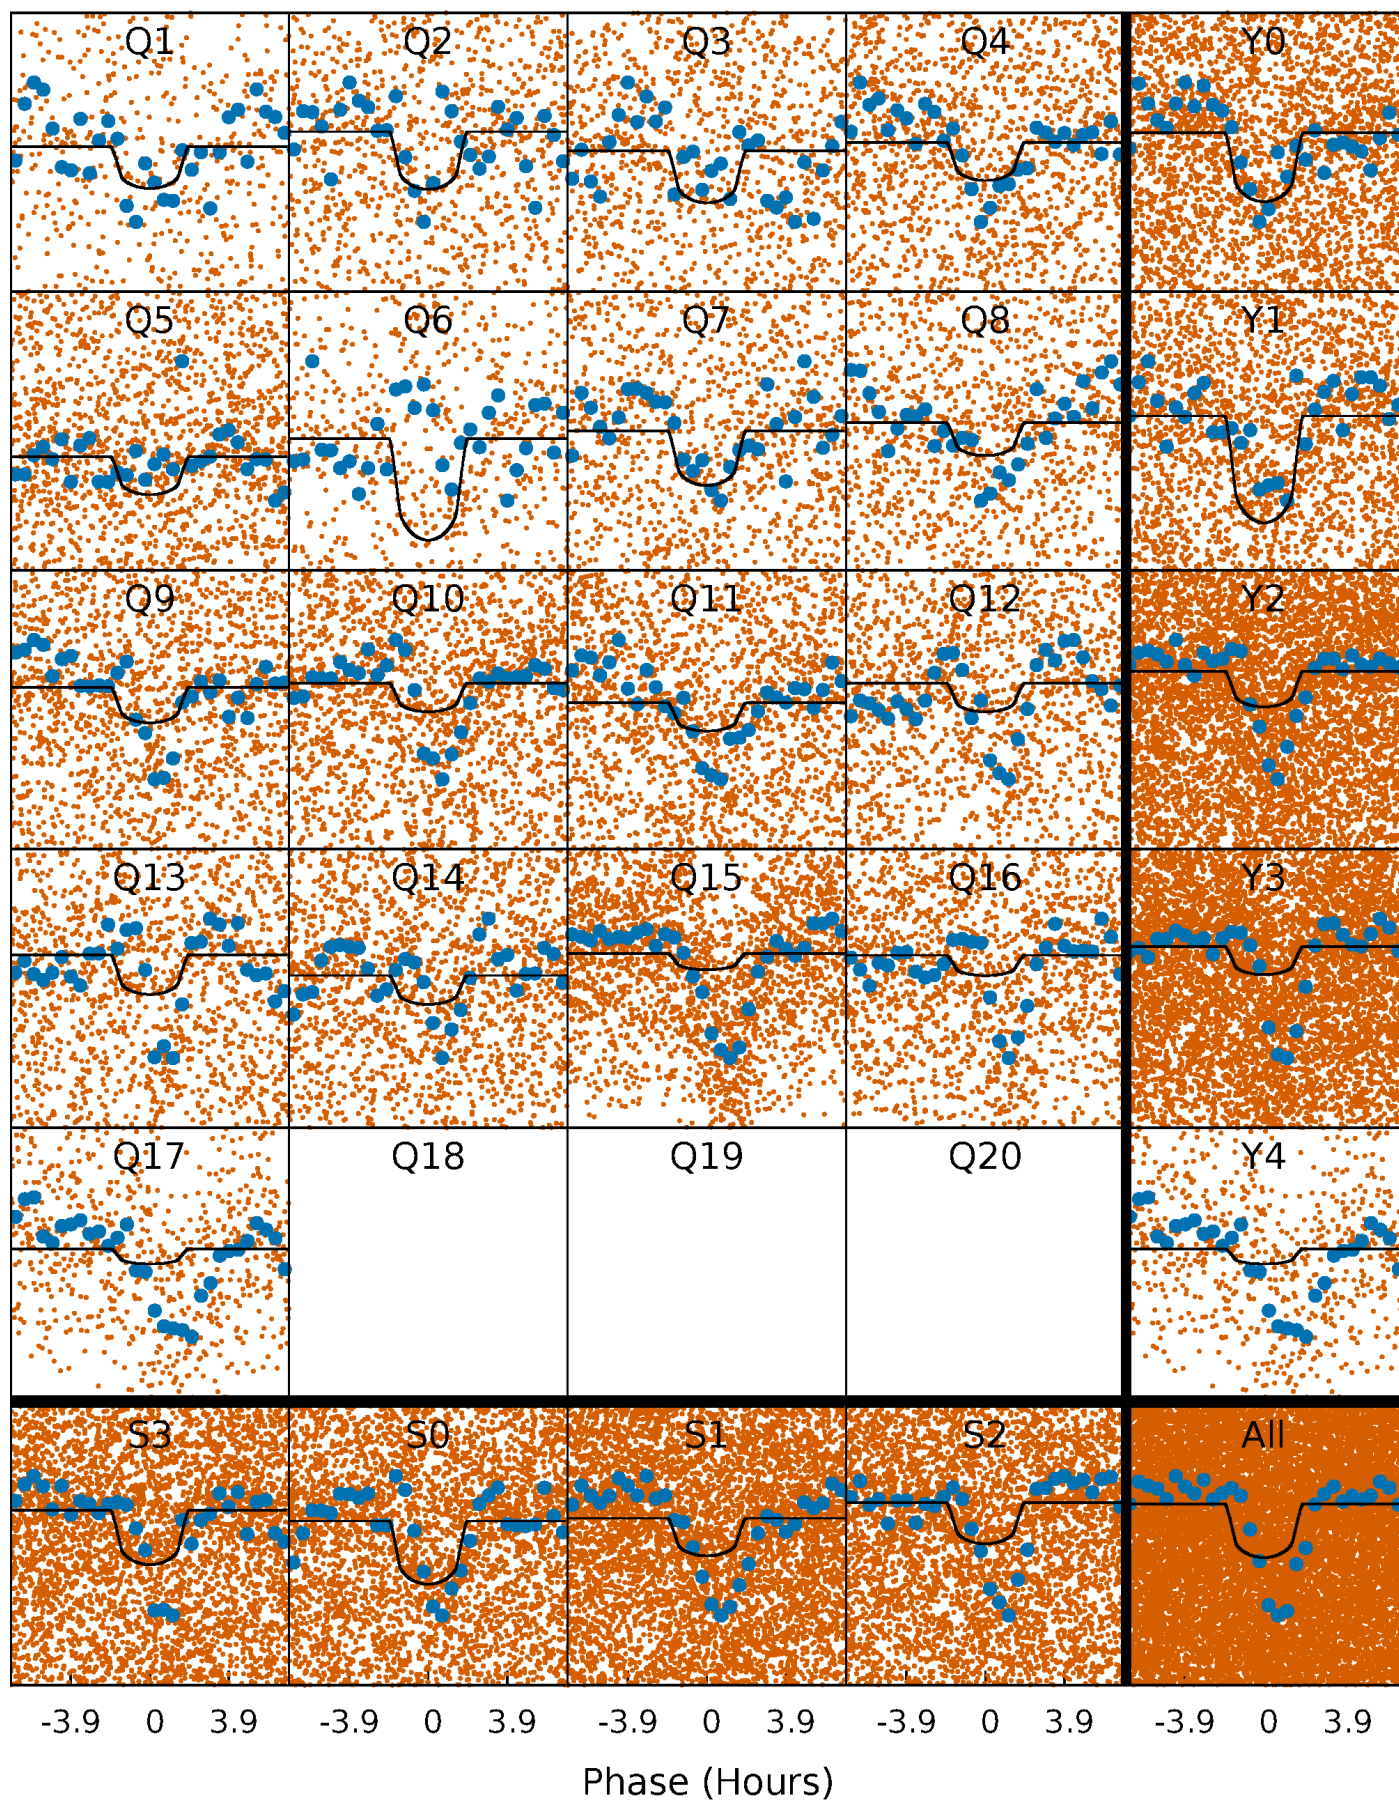 Q1 Q2 Q3 Q4 Y0
Q5 Q6 Q7 Q8 Y1
Q9 Q10 Q11 Q12 Y2
Q13 Q14 Q15 Q16 Y3
Q17 Q18 Q19 Q20 Y4
S3 S0 S1 S2 All
-3.9 0 3.9 -3.9 0 3.9 -3.9 0 3.9 -3.9 0 3.9 -3.9 0 3.9
Phase (Hours)